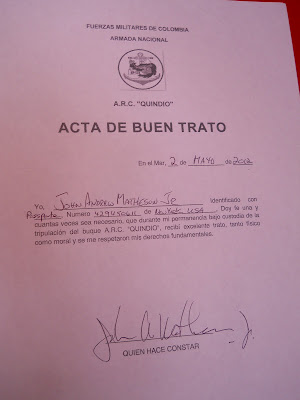 FUERZAS MILITARES DE COLOMBIA
ARMADA NACIONAL
A.R.C. "QUINDIO"
ACTA DE BUEN TRATO
En el Mar, 2 de MAYO de 2012
Yo, JOHN ANDREW MATHESON JR identificado con
Pasaporte Número de NEW YORK USA. Doy fe una y
cuantas veces sea necesario, que durante mi permanencia bajo custodia de la
tripulación del buque A.R.C. "QUINDIO", recibí excelente trato, tanto físico
como moral y se me respetaron mis derechos fundamentales.
QUIEN HACE CONSTAR